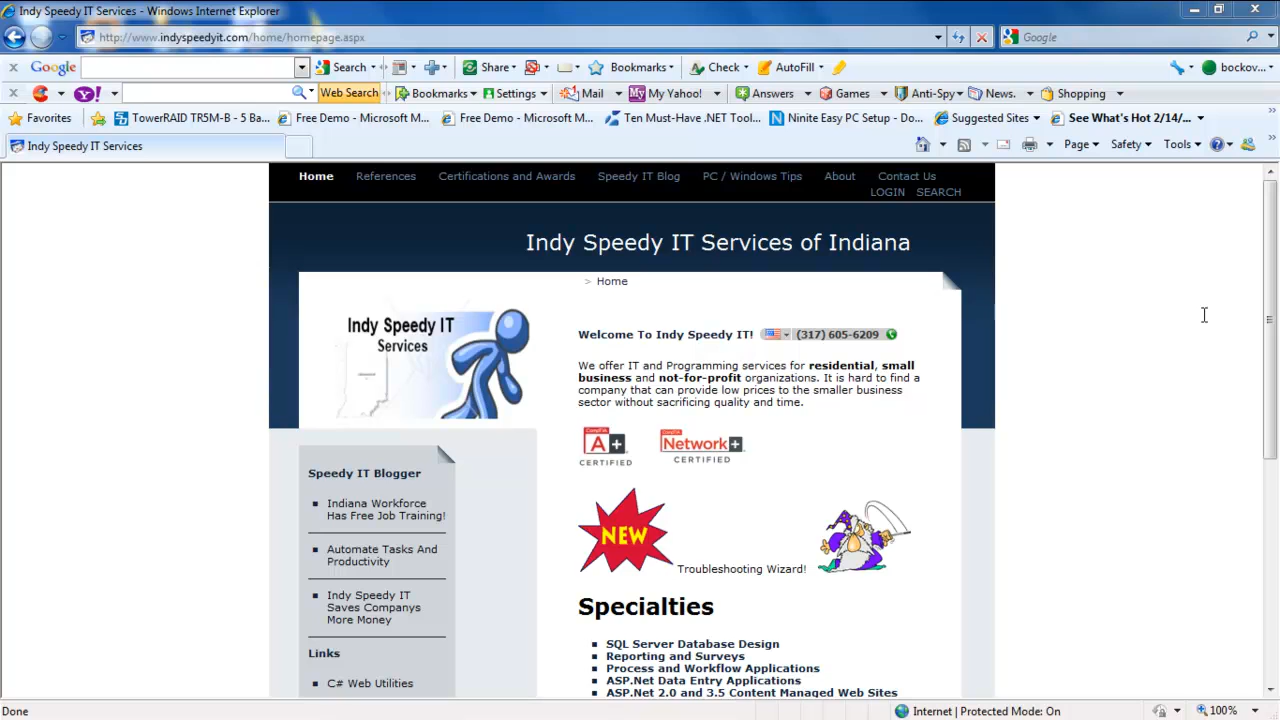 Indy Speedy IT Services - Windows Internet Explorer
http://www.indyspeedyit.com/home/homepage.aspx
Google
Google
Search
Share
Bookmarks
Check
AutoFill
bockov...
Y!
Web Search
Bookmarks
Settings
Mail
My Yahoo!
Answers
Games
Anti-Spy
News.
Shopping
Favorites
TowerRAID TR5M-B - 5 Ba...
Free Demo - Microsoft M...
Free Demo - Microsoft M...
Ten Must-Have .NET Tool...
Ninite Easy PC Setup - Do...
Suggested Sites
See What's Hot 2/14/...
Indy Speedy IT Services
Page
Safety
Tools
Home
References
Certifications and Awards
Speedy IT Blog
PC / Windows Tips
About
Contact Us
LOGIN
SEARCH
Indy Speedy IT Services of Indiana
> Home
Indy Speedy IT
Services
Welcome To Indy Speedy IT! (317) 605-6209
We offer IT and Programming services for residential, small
business and not-for-profit organizations. It is hard to find a
company that can provide low prices to the smaller business
sector without sacrificing quality and time.
CompTIA
A+
CERTIFIED
CompTIA
Network+
CERTIFIED
NEW
Troubleshooting Wizard!
Speedy IT Blogger
Indiana Workforce
Has Free Job Training!
Automate Tasks And
Productivity
Indy Speedy IT
Saves Companys
More Money
Links
C# Web Utilities
Specialties
SQL Server Database Design
Reporting and Surveys
Process and Workflow Applications
ASP.Net Data Entry Applications
ASP.Net 2.0 and 3.5 Content Managed Web Sites
Done
Internet | Protected Mode: On
100%